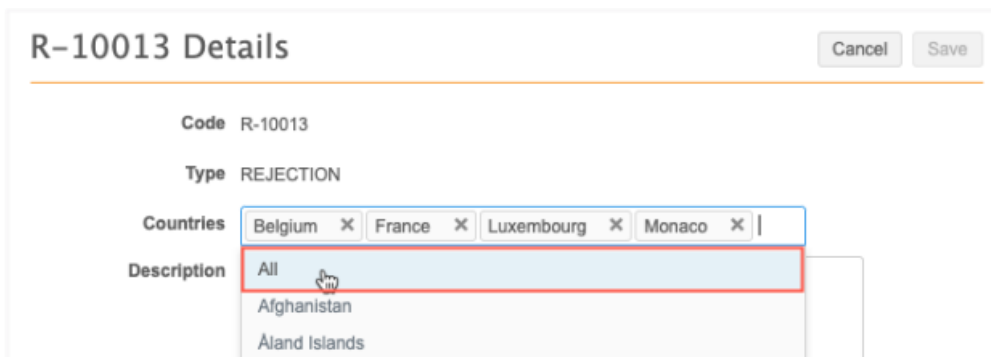 R-10013 Details
Cancel Save
Code R-10013
Type REJECTION
Countries Belgium × France × Luxembourg × Monaco ×
Description
All
Afghanistan
Åland Islands